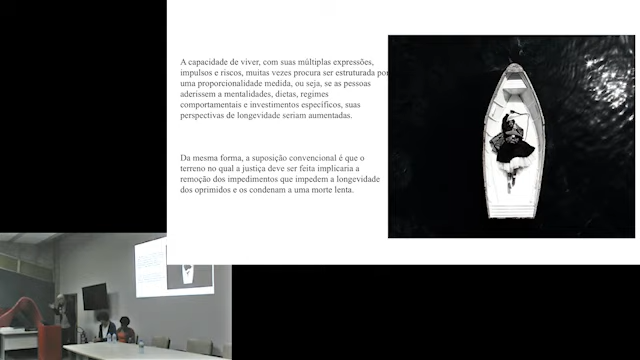 A capacidade de viver, com suas múltiplas expressões,
impulsos e riscos, muitas vezes procura ser estruturada por
uma proporcionalidade medida, ou seja, se as pessoas
aderissem a mentalidades, dietas, regimes
comportamentais e investimentos específicos, suas
perspectivas de longevidade seriam aumentadas.
Da mesma forma, a suposição convencional é que o
terreno no qual a justiça deve ser feita implicaria a
remoção dos impedimentos que impedem a longevidade
dos oprimidos e os condenam a uma morte lenta.